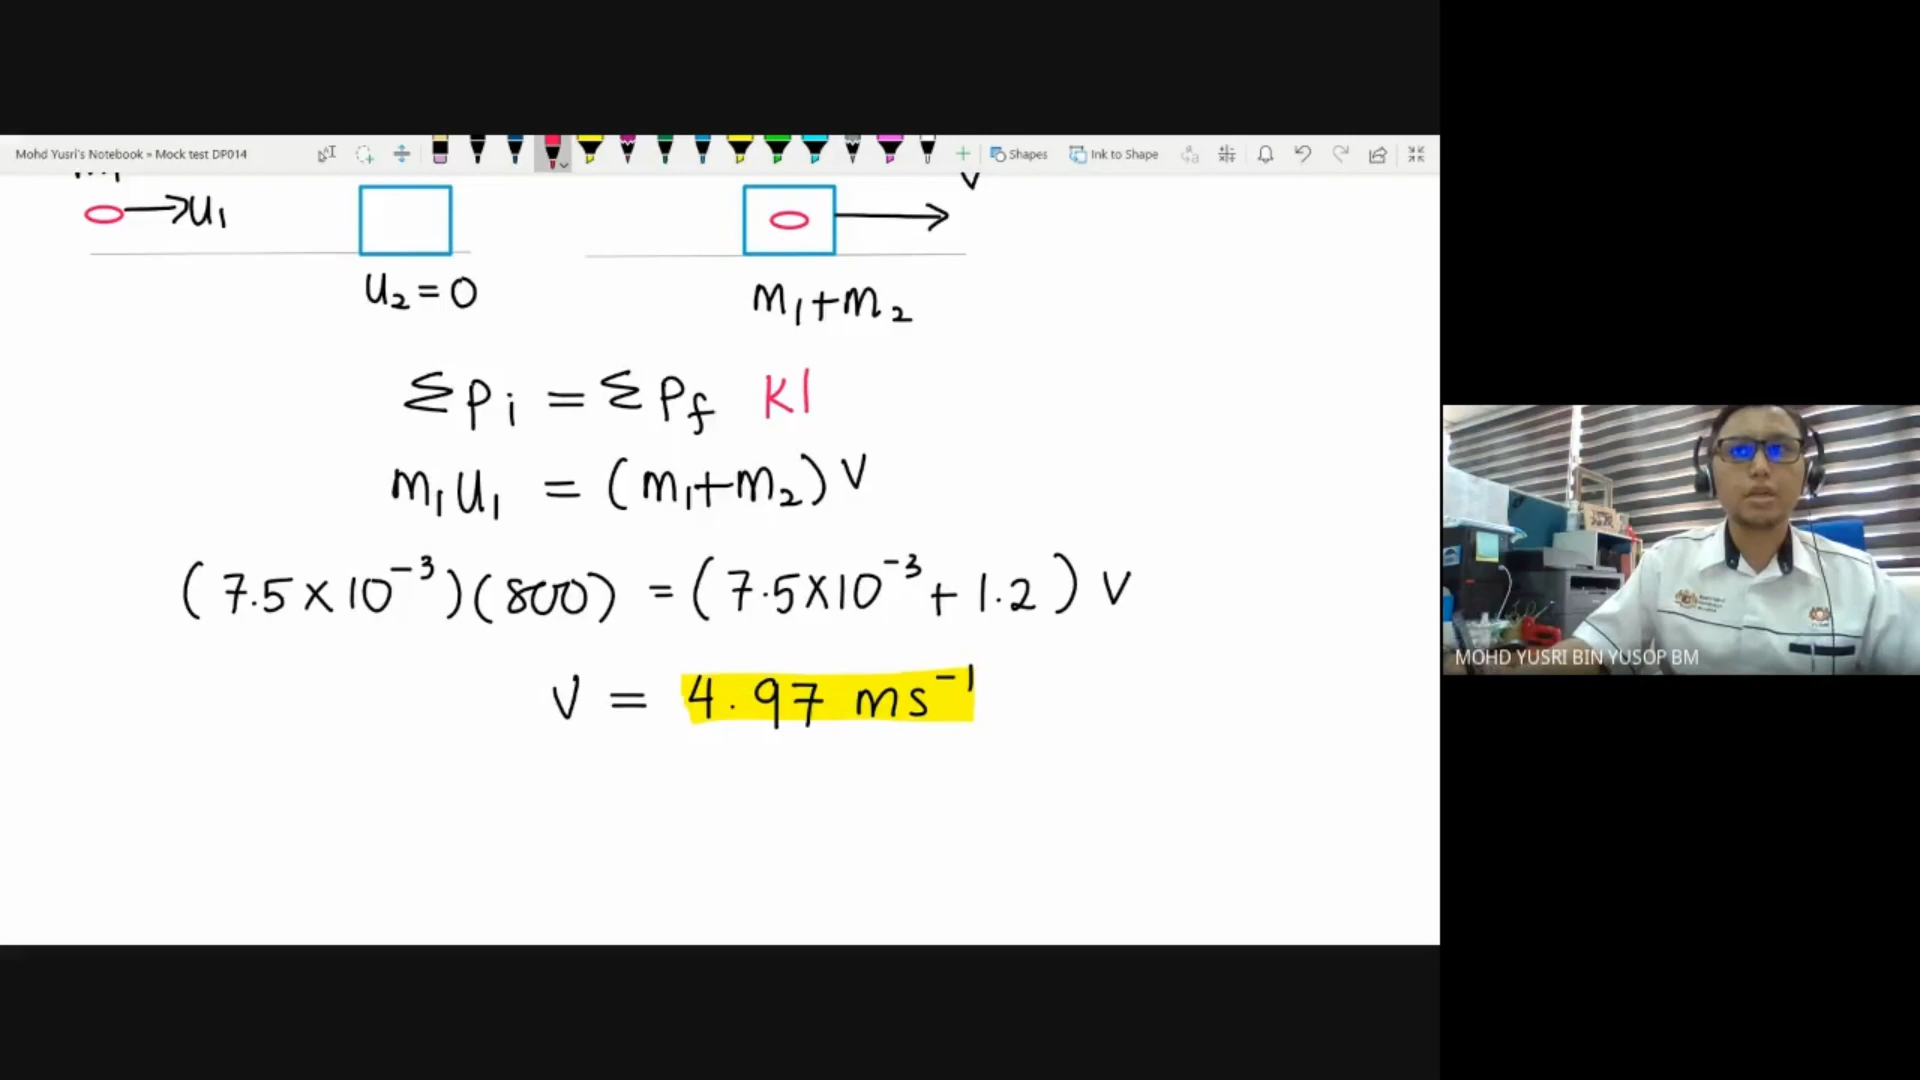 Mohd Yusri's Notebook » Mock test DP014
Shapes
Ink to Shape
→u₁
v
u₂ = 0
m₁+m₂
Σpi = Σpf K1
m₁u₁ = (m₁+m₂)v
(7.5×10⁻³)(800) = (7.5×10⁻³+1.2)v
v = 4.97 ms⁻¹
MOHD YUSRI BIN YUSOP BM